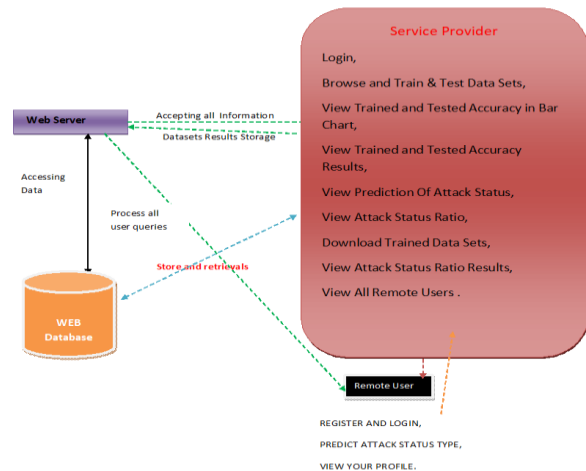 Service Provider
Login,
Browse and Train & Test Data Sets,
View Trained and Tested Accuracy in Bar
Chart,
View Trained and Tested Accuracy
Results,
View Prediction Of Attack Status,
View Attack Status Ratio,
Download Trained Data Sets,
View Attack Status Ratio Results,
View All Remote Users .
Web Server
Accepting all Information
Datasets Results Storage
Accessing
Data
Process all
user queries
Store and retrievals
WEB
Database
Remote User
REGISTER AND LOGIN,
PREDICT ATTACK STATUS TYPE,
VIEW YOUR PROFILE.